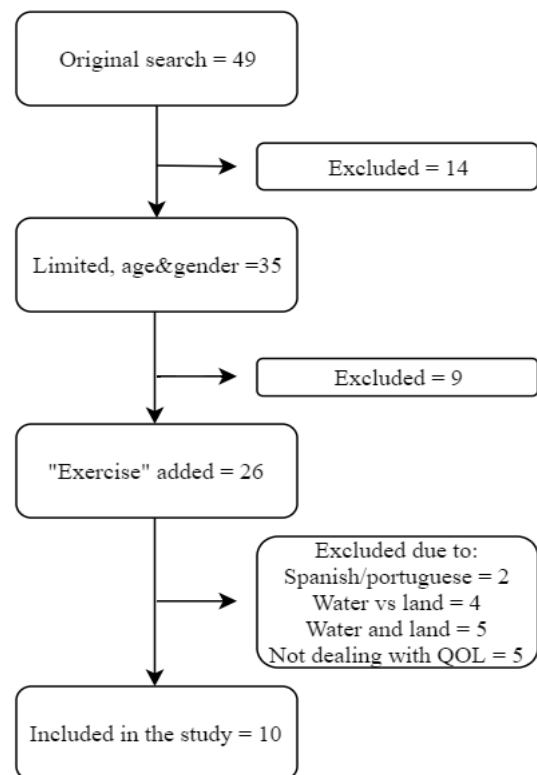 Original search = 49
Excluded = 14
Limited, age&gender =35
Excluded = 9
"Exercise" added = 26
Excluded due to:
Spanish/portuguese = 2
Water vs land = 4
Water and land = 5
Not dealing with QOL = 5
Included in the study = 10